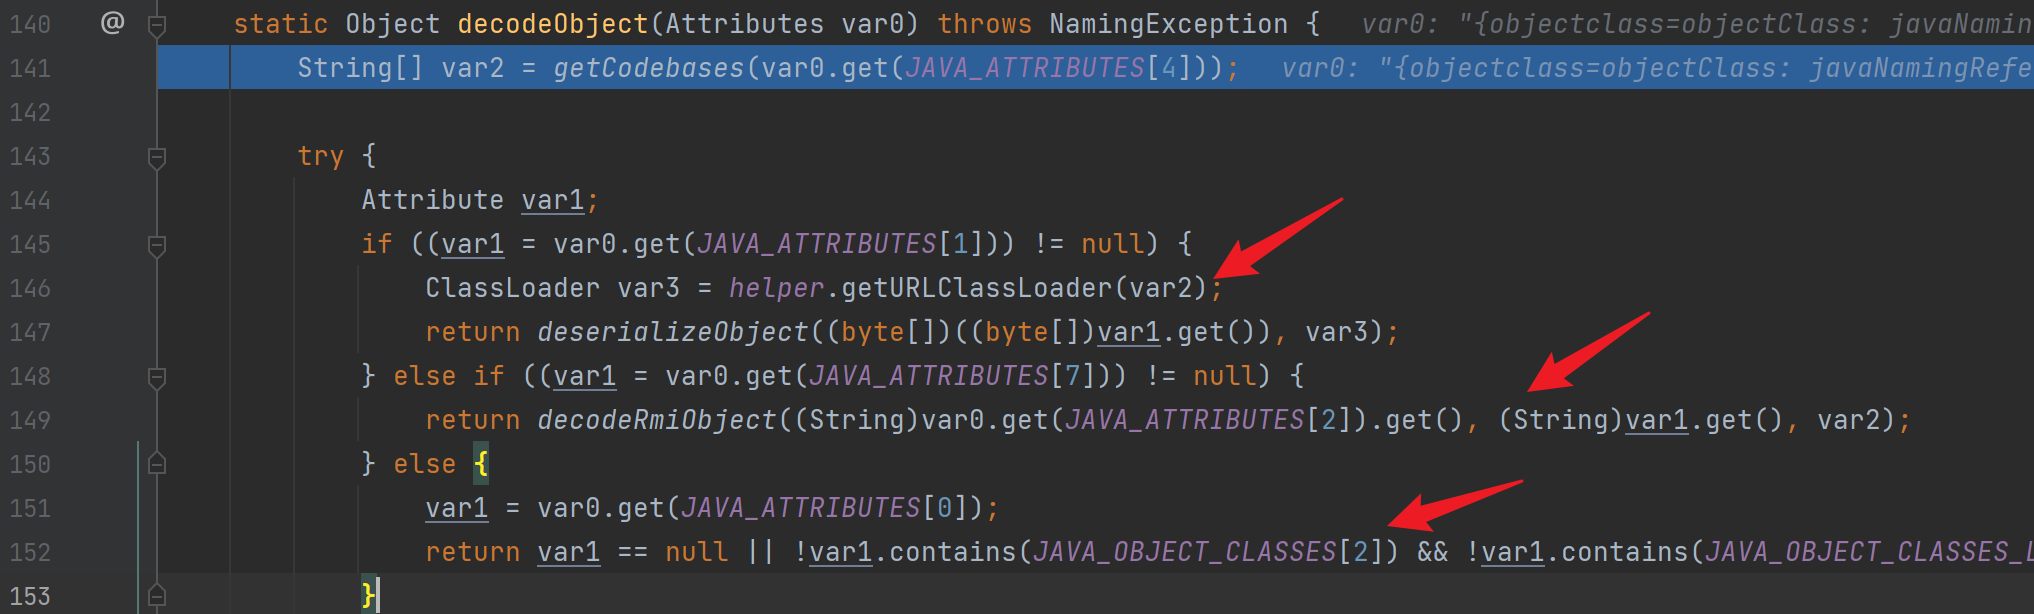 140 @ static Object decodeObject(Attributes var0) throws NamingException { var0: "{objectclass=objectClass: javaNamin
141 String[] var2 = getCodebases(var0.get(JAVA_ATTRIBUTES[4])); var0: "{objectclass=objectClass: javaNamingRefe
142
143 try {
144 Attribute var1;
145 if ((var1 = var0.get(JAVA_ATTRIBUTES[1])) != null) {
146 ClassLoader var3 = helper.getURLClassLoader(var2);
147 return deserializeObject((byte[])((byte[])var1.get()), var3);
148 } else if ((var1 = var0.get(JAVA_ATTRIBUTES[7])) != null) {
149 return decodeRmiObject((String)var0.get(JAVA_ATTRIBUTES[2]).get(), (String)var1.get(), var2);
150 } else {
151 var1 = var0.get(JAVA_ATTRIBUTES[0]);
152 return var1 == null || !var1.contains(JAVA_OBJECT_CLASSES[2]) && !var1.contains(JAVA_OBJECT_CLASSES_L
153 }